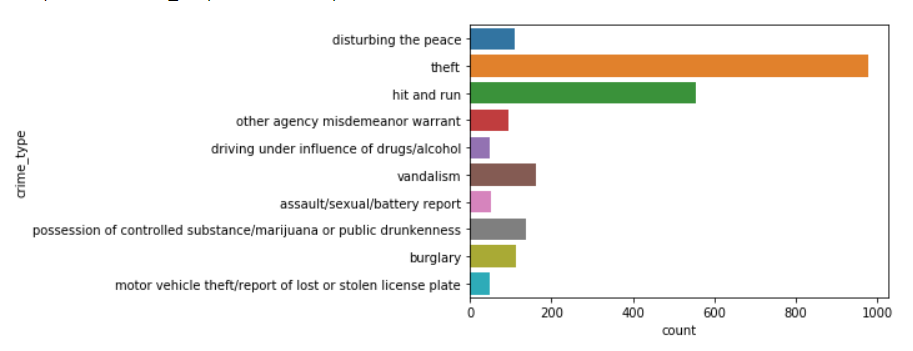 disturbing the peace
theft
hit and run
other agency misdemeanor warrant
driving under influence of drugs/alcohol
vandalism
assault/sexual/battery report
possession of controlled substance/marijuana or public drunkenness
burglary
motor vehicle theft/report of lost or stolen license plate
crime_type
0 200 400 600 800 1000
count